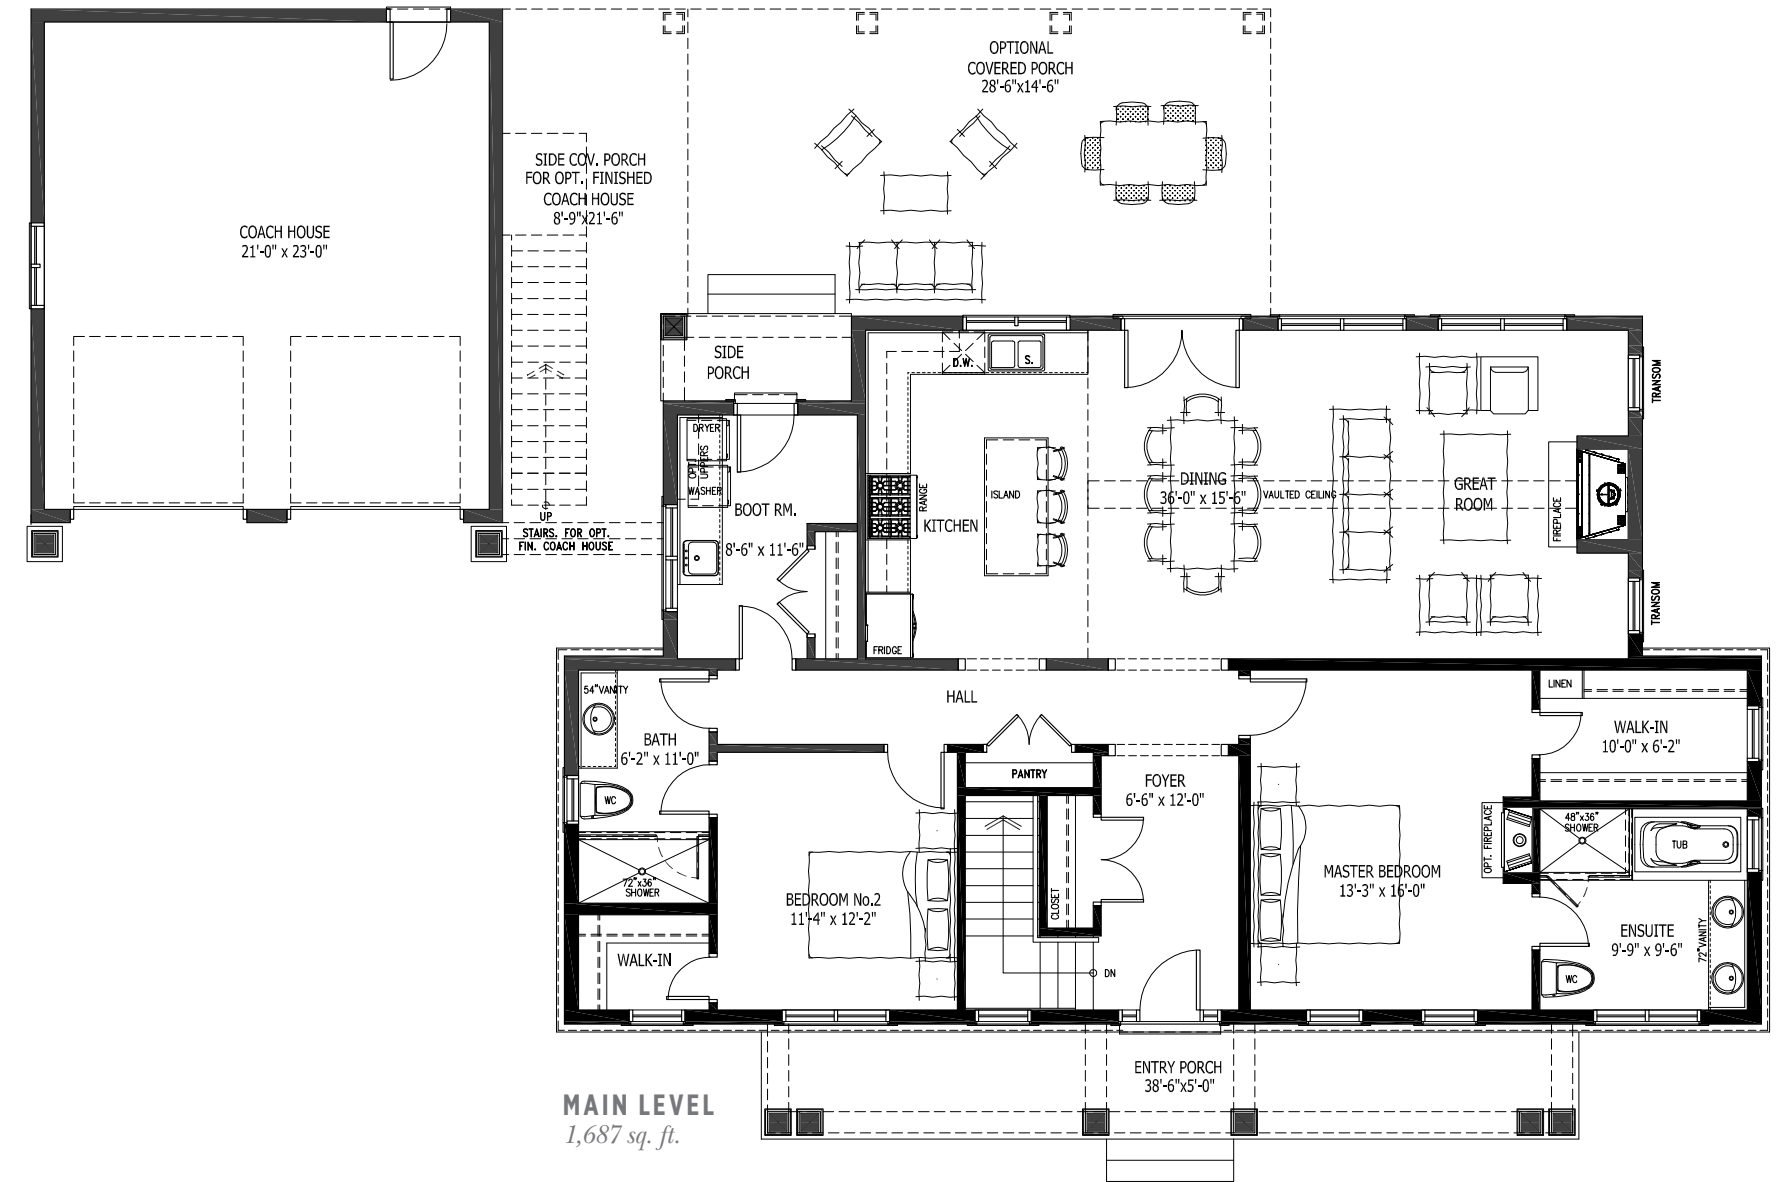 OPTIONAL
COVERED PORCH
28'-6"x14'-6"
SIDE COV. PORCH
FOR OPT. FINISHED
COACH HOUSE
8'-9"x21'-6"
COACH HOUSE
21'-0" x 23'-0"
UP
STAIRS. FOR OPT.
FIN. COACH HOUSE
SIDE
PORCH
D.W.
S.
DRYER
OPT.
UPPERS
WASHER
BOOT RM.
8'-6" x 11'-6"
RANGE
KITCHEN
FRIDGE
ISLAND
DINING
36'-0" x 15'-6"
VAULTED CEILING
GREAT
ROOM
FIREPLACE
TRANSOM
TRANSOM
54"VANITY
BATH
6'-2" x 11'-0"
WC
72"x36"
SHOWER
WALK-IN
HALL
PANTRY
FOYER
6'-6" x 12'-0"
BEDROOM No.2
11'-4" x 12'-2"
CLOSET
DN
MASTER BEDROOM
13'-3" x 16'-0"
OPT. FIREPLACE
LINEN
WALK-IN
10'-0" x 6'-2"
48"x36"
SHOWER
TUB
ENSUITE
9'-9" x 9'-6"
72"VANITY
WC
ENTRY PORCH
38'-6"x5'-0"
MAIN LEVEL
1,687 sq. ft.